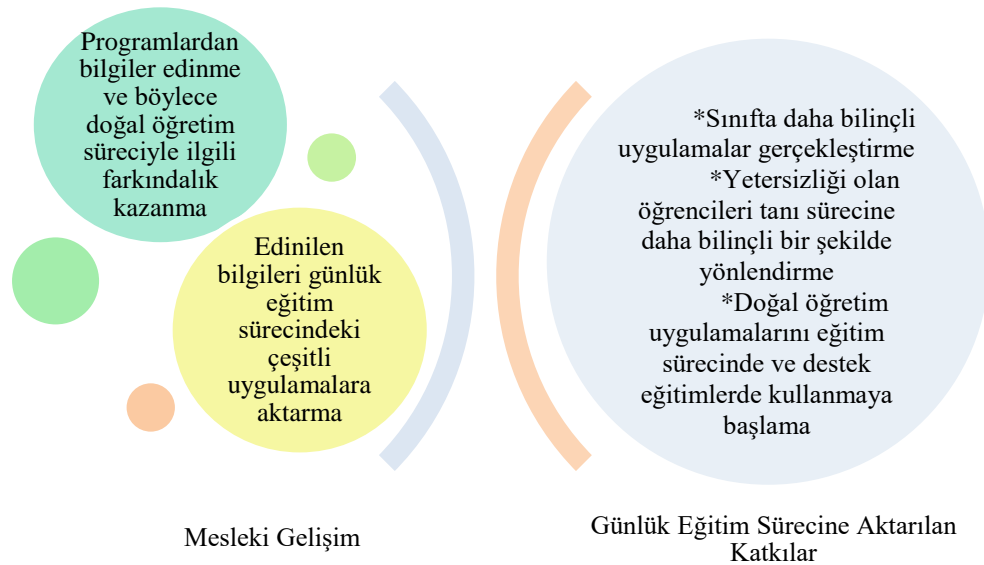 Programlardan
bilgiler edinme
ve böylece
doğal öğretim
süreciyle ilgili
farkındalık
kazanma
Edinilen
bilgileri günlük
eğitim
sürecindeki
çeşitli
uygulamalara
aktarma
Mesleki Gelişim
*Sınıfta daha bilinçli
uygulamalar gerçekleştirme
*Yetersizliği olan
öğrencileri tanı sürecine
daha bilinçli bir şekilde
yönlendirme
*Doğal öğretim
uygulamalarını eğitim
sürecinde ve destek
eğitimlerde kullanmaya
başlama
Günlük Eğitim Sürecine Aktarılan
Katkılar